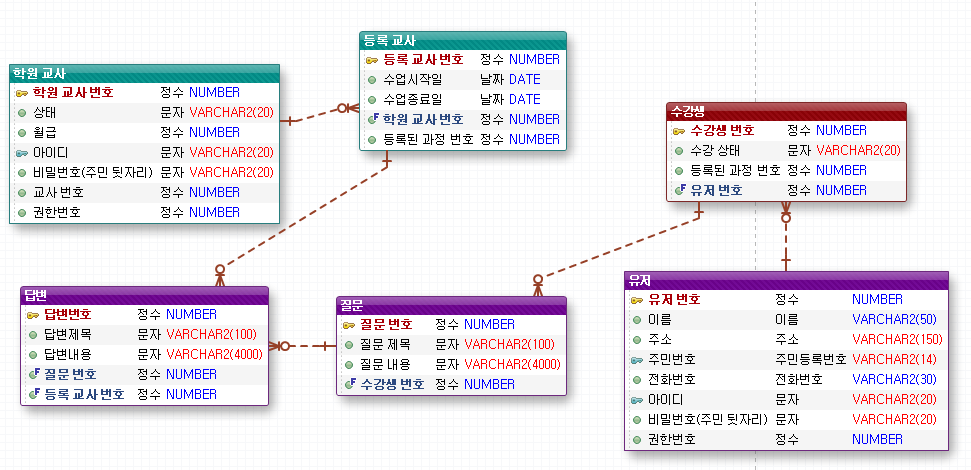 등록 교사
등록 교사 번호 정수 NUMBER
수업시작일 날짜 DATE
수업종료일 날짜 DATE
학원 교사 번호 정수 NUMBER
등록된 과정 번호 정수 NUMBER
학원 교사
학원 교사 번호 정수 NUMBER
상태 문자 VARCHAR2(20)
월급 정수 NUMBER
아이디 문자 VARCHAR2(20)
비밀번호(주민 뒷자리) 문자 VARCHAR2(20)
교사 번호 정수 NUMBER
권한번호 정수 NUMBER
수강생
수강생 번호 정수 NUMBER
수강 상태 문자 VARCHAR2(20)
등록된 과정 번호 정수 NUMBER
유저 번호 정수 NUMBER
답변
답변번호 정수 NUMBER
답변제목 문자 VARCHAR2(100)
답변내용 문자 VARCHAR2(4000)
질문 번호 정수 NUMBER
등록 교사 번호 정수 NUMBER
질문
질문 번호 정수 NUMBER
질문 제목 문자 VARCHAR2(100)
질문 내용 문자 VARCHAR2(4000)
수강생 번호 정수 NUMBER
유저
유저 번호 정수 NUMBER
이름 이름 VARCHAR2(50)
주소 주소 VARCHAR2(150)
주민번호 주민등록번호 VARCHAR2(14)
전화번호 전화번호 VARCHAR2(30)
아이디 문자 VARCHAR2(20)
비밀번호(주민 뒷자리) 문자 VARCHAR2(20)
권한번호 정수 NUMBER